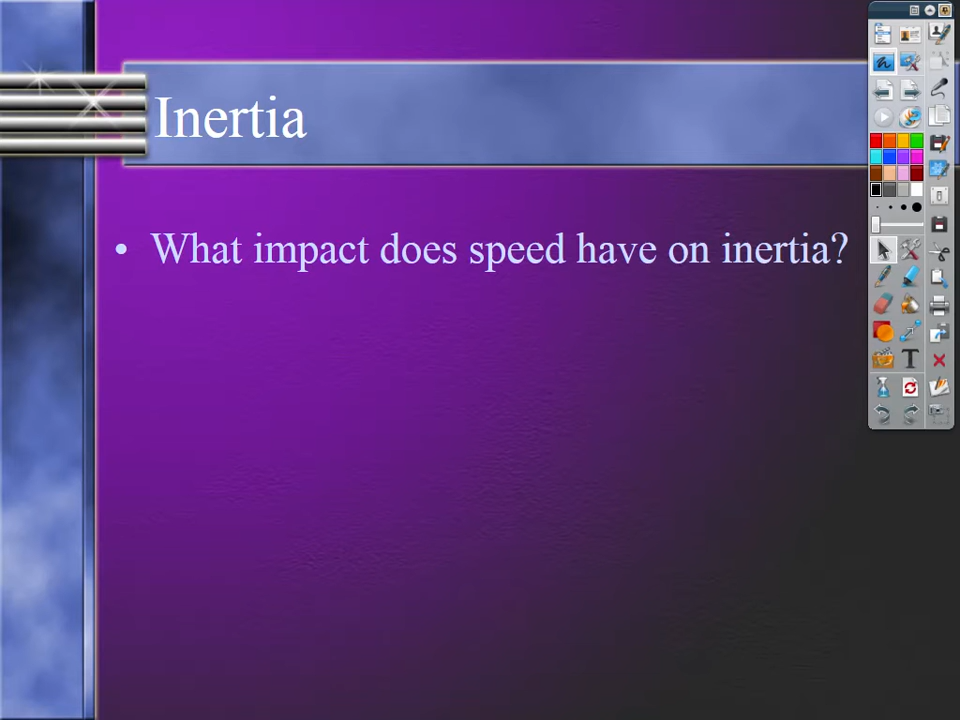 Inertia
• What impact does speed have on inertia?